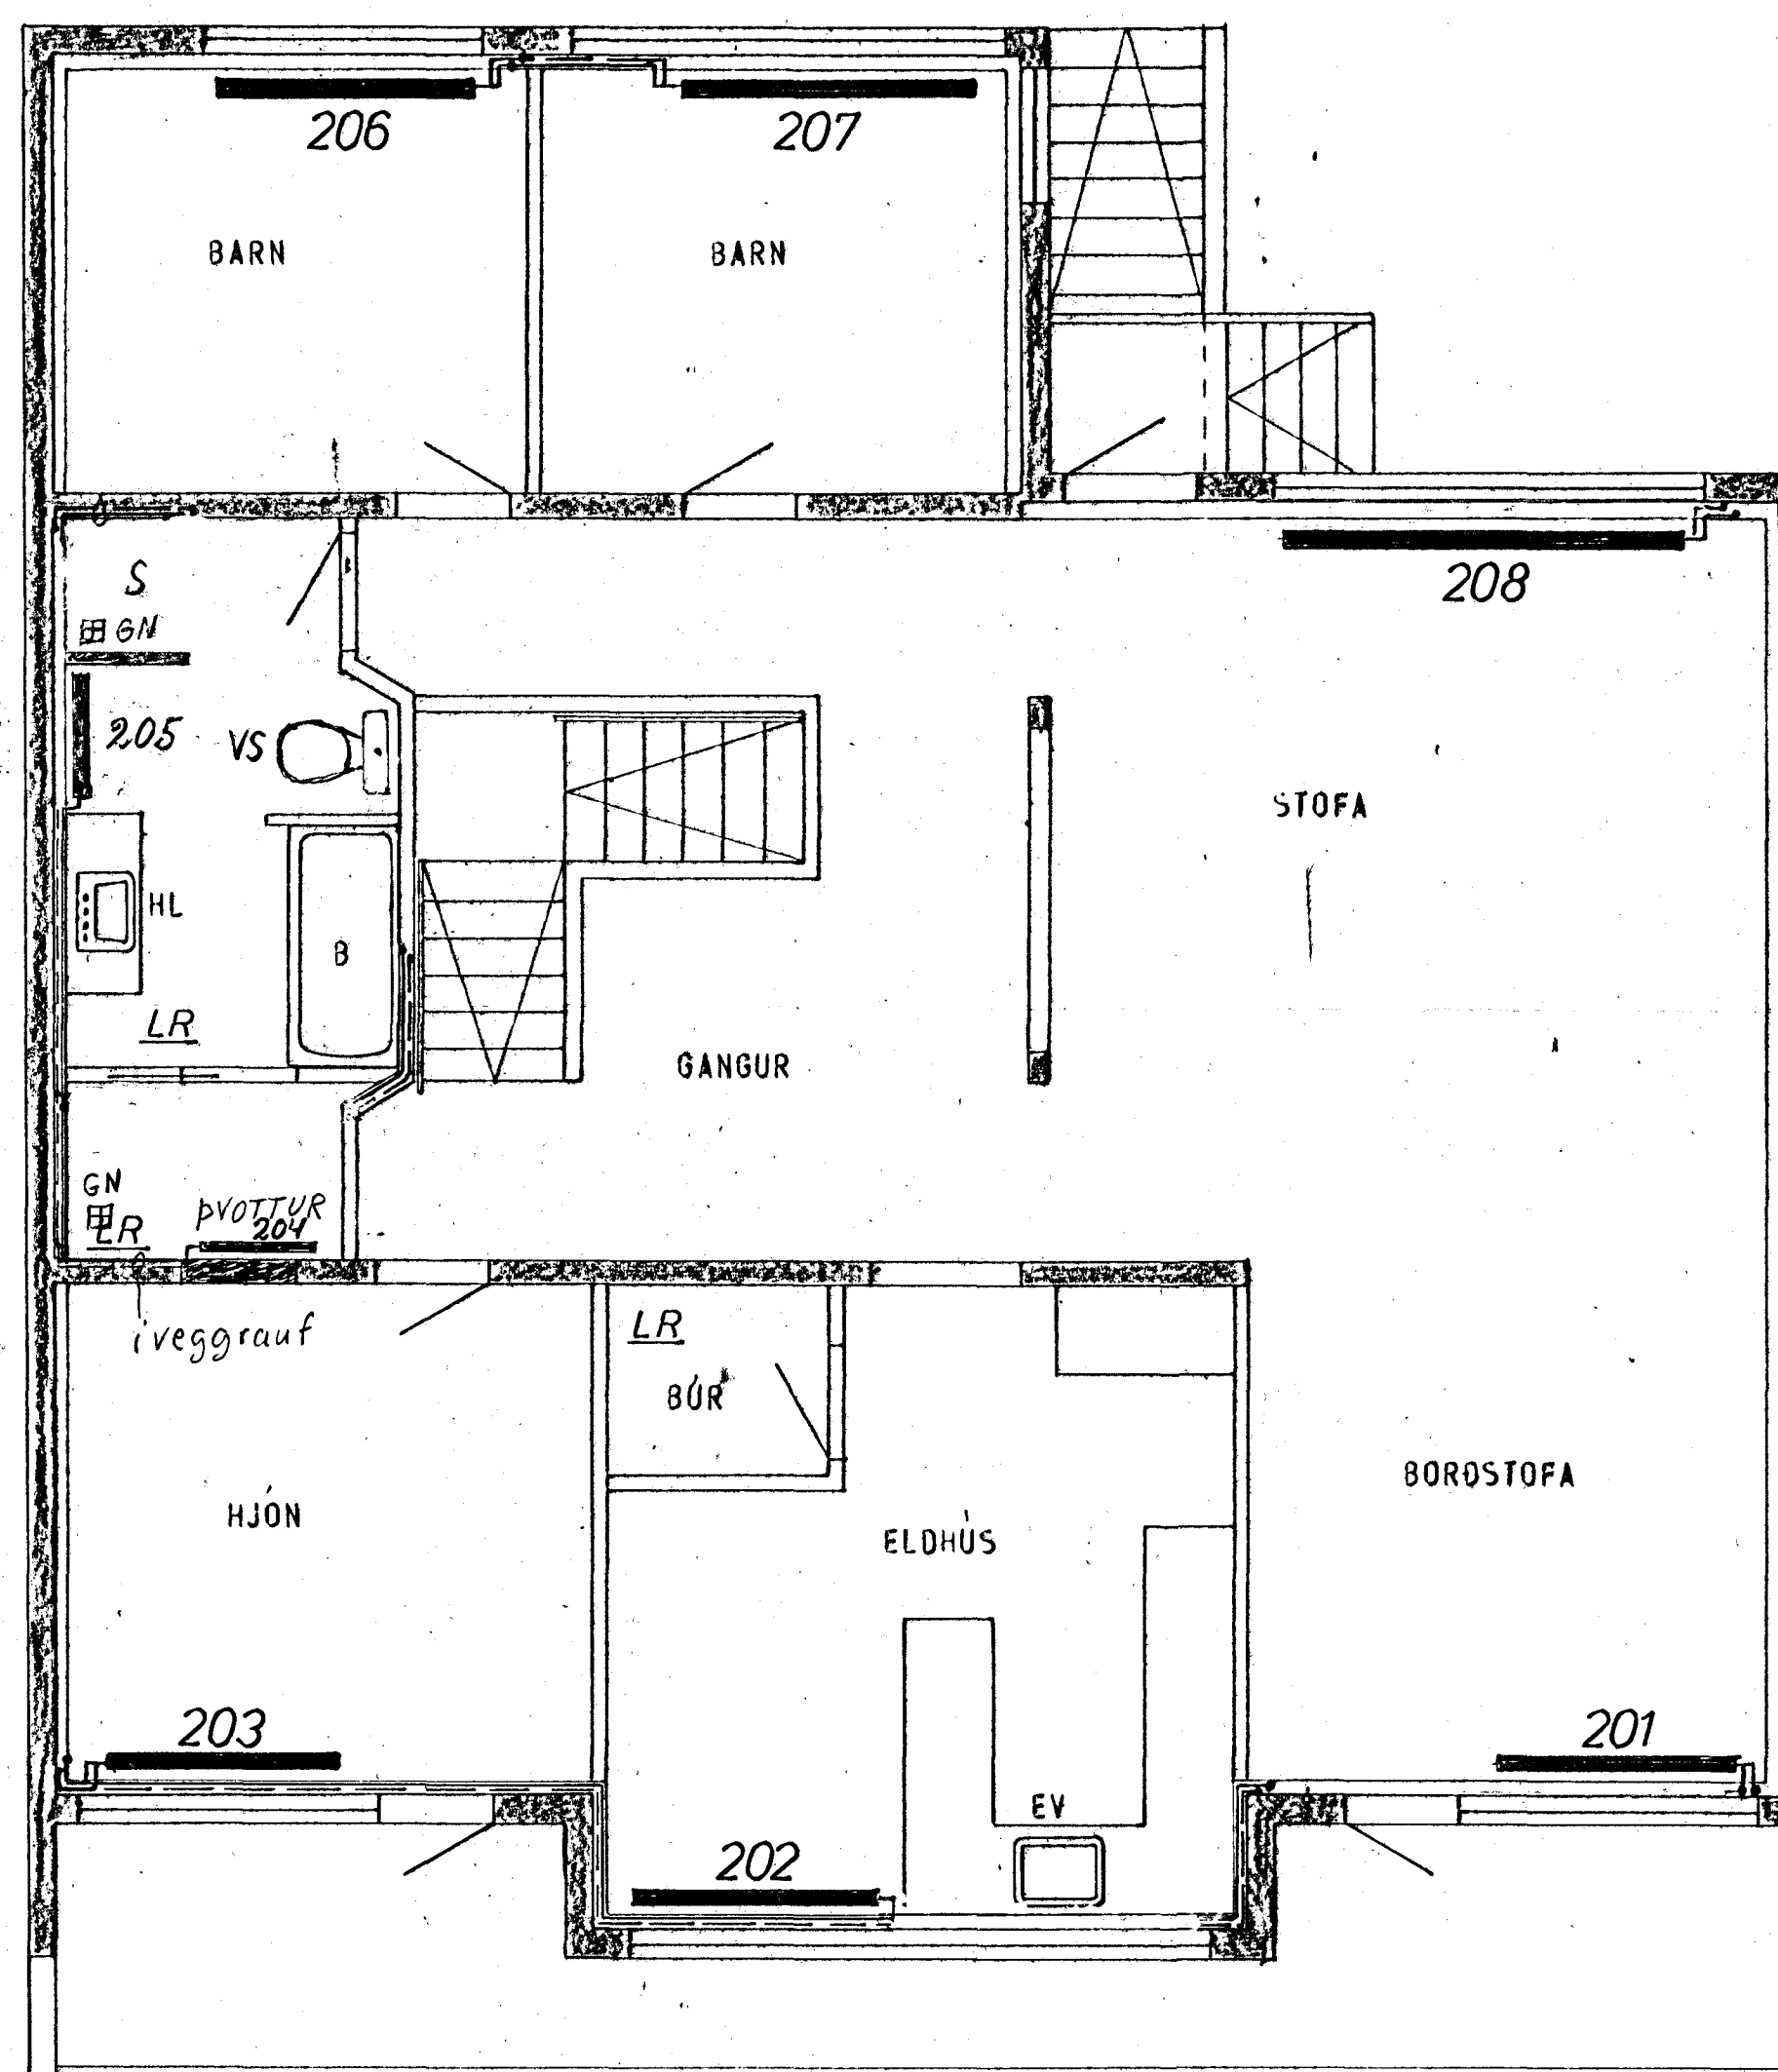 206
207
BARN
BARN
208
S
GN
205
VS
STOFA
HL
B
LR
GANGUR
GN
LR
ÞVOTTUR
204
í veggrauf
LR
BÚR
HJÓN
ELDHÚS
BORÐSTOFA
203
201
EV
202